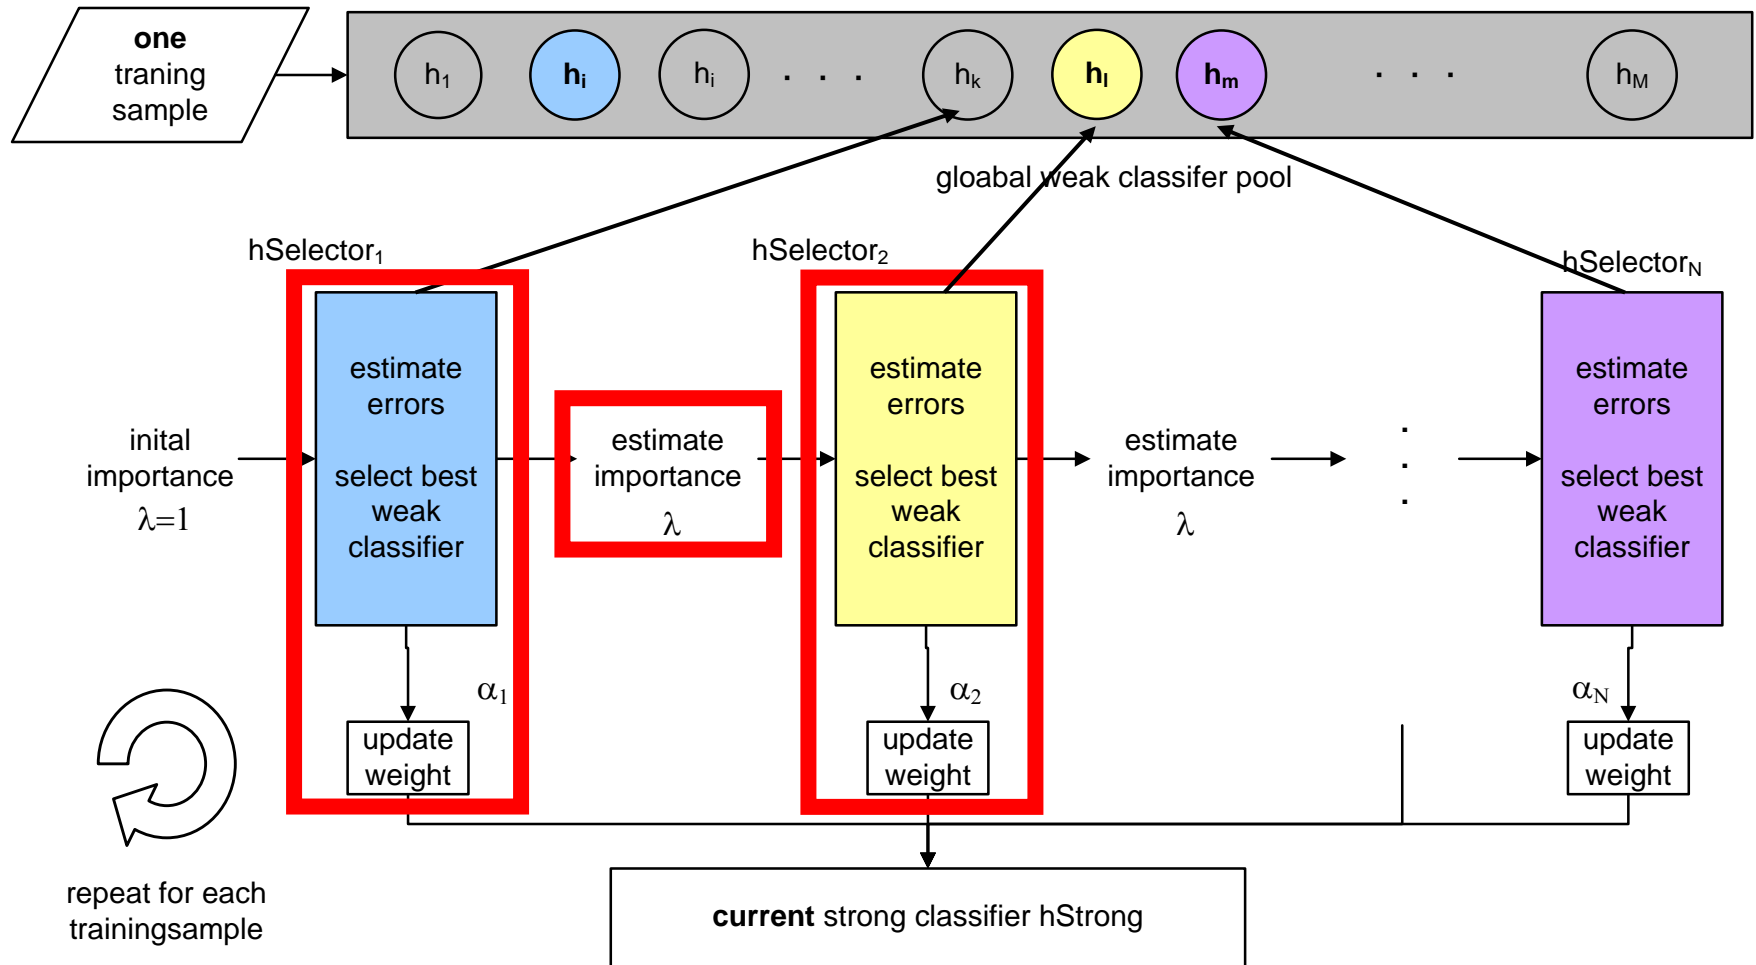 one
traning
sample
h1
hi
hi
. . .
hk
hl
hm
. . .
hM
gloabal weak classifer pool
hSelector1
hSelector2
hSelectorN
inital
importance
λ=1
estimate
errors
select best
weak
classifier
estimate
importance
λ
estimate
errors
select best
weak
classifier
estimate
importance
λ
.
.
.
estimate
errors
select best
weak
classifier
α1
α2
αN
update
weight
update
weight
update
weight
repeat for each
trainingsample
current strong classifier hStrong